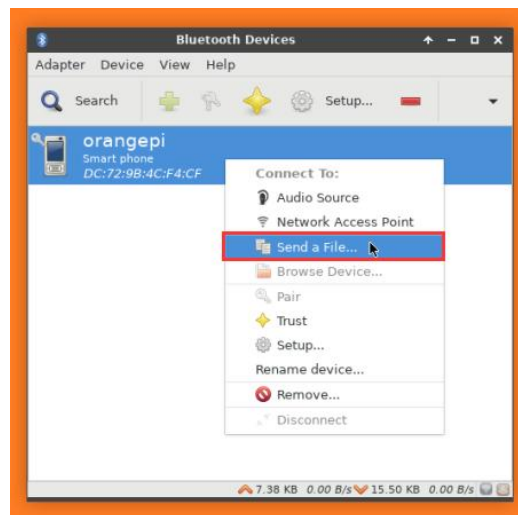 Bluetooth Devices
Adapter Device View Help
Search Setup...
orangepi
Smart phone
DC:72:9B:4C:F4:CF
Connect To:
Audio Source
Network Access Point
Send a File...
Browse Device...
Pair
Trust
Setup...
Rename device...
Remove...
Disconnect
7.38 KB 0.00 B/s 15.50 KB 0.00 B/s